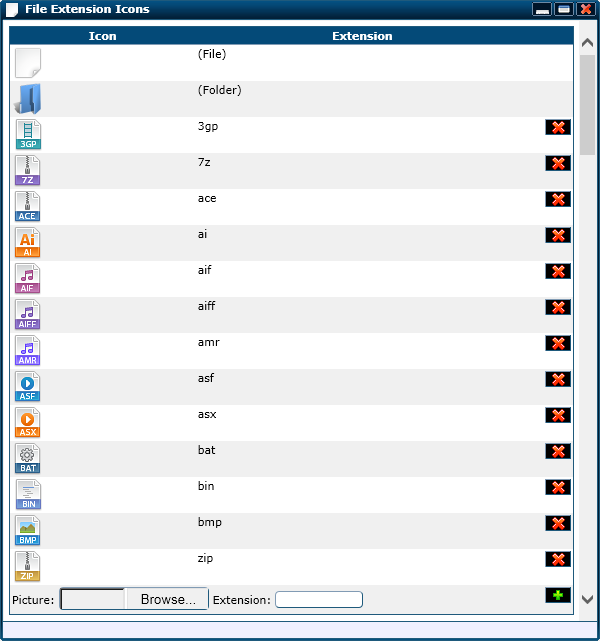 File Extension Icons
Icon Extension
(File)
(Folder)
3GP 3gp
7Z 7z
ACE ace
Ai AI ai
AIF aif
AIFF aiff
AMR amr
ASF asf
ASX asx
BAT bat
BIN bin
BMP bmp
ZIP zip
Picture: Browse... Extension: